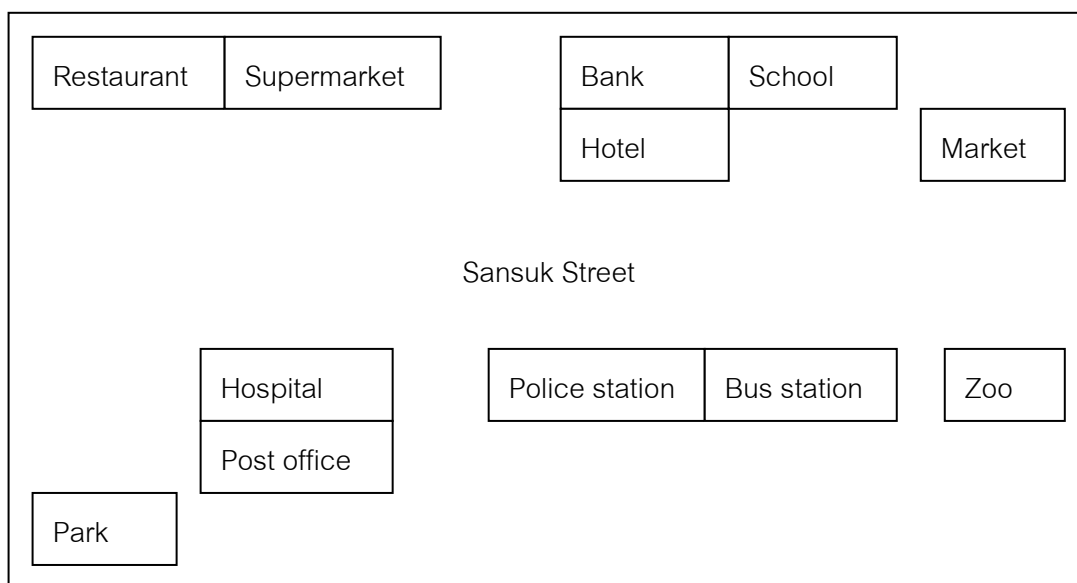 Restaurant Supermarket Bank School
Hotel Market
Sansuk Street
Hospital Police station Bus station Zoo
Post office
Park